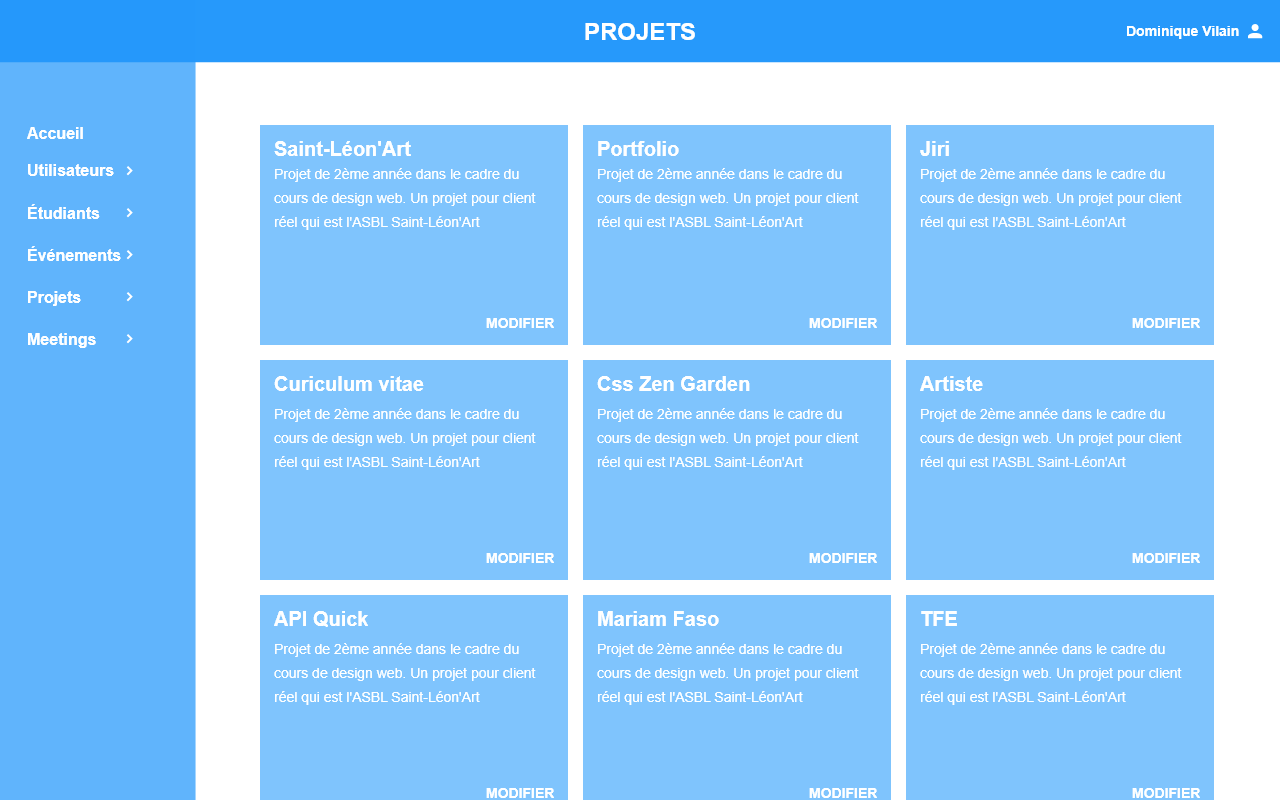 PROJETS
Dominique Vilain
Accueil
Utilisateurs
Étudiants
Événements
Projets
Meetings
Saint-Léon'Art
Projet de 2ème année dans le cadre du
cours de design web. Un projet pour client
réel qui est l'ASBL Saint-Léon'Art
MODIFIER
Portfolio
Projet de 2ème année dans le cadre du
cours de design web. Un projet pour client
réel qui est l'ASBL Saint-Léon'Art
MODIFIER
Jiri
Projet de 2ème année dans le cadre du
cours de design web. Un projet pour client
réel qui est l'ASBL Saint-Léon'Art
MODIFIER
Curiculum vitae
Projet de 2ème année dans le cadre du
cours de design web. Un projet pour client
réel qui est l'ASBL Saint-Léon'Art
MODIFIER
Css Zen Garden
Projet de 2ème année dans le cadre du
cours de design web. Un projet pour client
réel qui est l'ASBL Saint-Léon'Art
MODIFIER
Artiste
Projet de 2ème année dans le cadre du
cours de design web. Un projet pour client
réel qui est l'ASBL Saint-Léon'Art
MODIFIER
API Quick
Projet de 2ème année dans le cadre du
cours de design web. Un projet pour client
réel qui est l'ASBL Saint-Léon'Art
MODIFIER
Mariam Faso
Projet de 2ème année dans le cadre du
cours de design web. Un projet pour client
réel qui est l'ASBL Saint-Léon'Art
MODIFIER
TFE
Projet de 2ème année dans le cadre du
cours de design web. Un projet pour client
réel qui est l'ASBL Saint-Léon'Art
MODIFIER